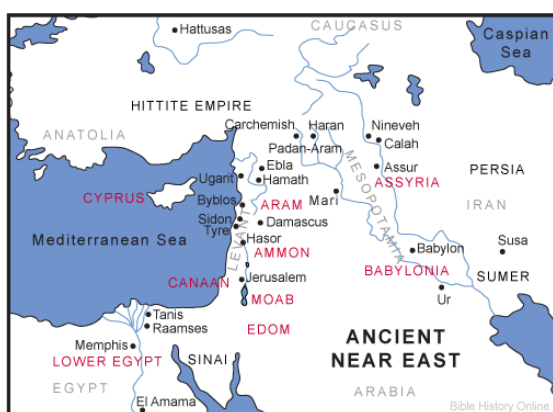 Hattusas
CAUCASUS
Caspian
Sea
HITTITE EMPIRE
ANATOLIA
Carchemish
Haran
Nineveh
Calah
Padan-Aram
Ebla
Ugarit
Hamath
Assur
MESOPOTAMIA
PERSIA
ASSYRIA
CYPRUS
Byblos
ARAM
Mari
IRAN
Sidon
Tyre
Damascus
LEVANT
Mediterranean Sea
Hasor
AMMON
Babylon
Susa
BABYLONIA
SUMER
CANAAN
Jerusalem
MOAB
Ur
Tanis
Raamses
EDOM
ANCIENT
NEAR EAST
Memphis
LOWER EGYPT
SINAI
EGYPT
ARABIA
El Amama
Bible History Online